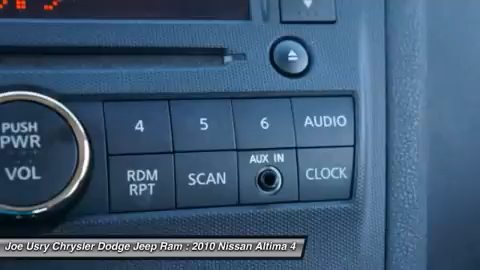 4 5 6 AUDIO
PUSH
PWR
VOL
RDM
RPT
SCAN
AUX IN
CLOCK
Joe Usry Chrysler Dodge Jeep Ram : 2010 Nissan Altima 4